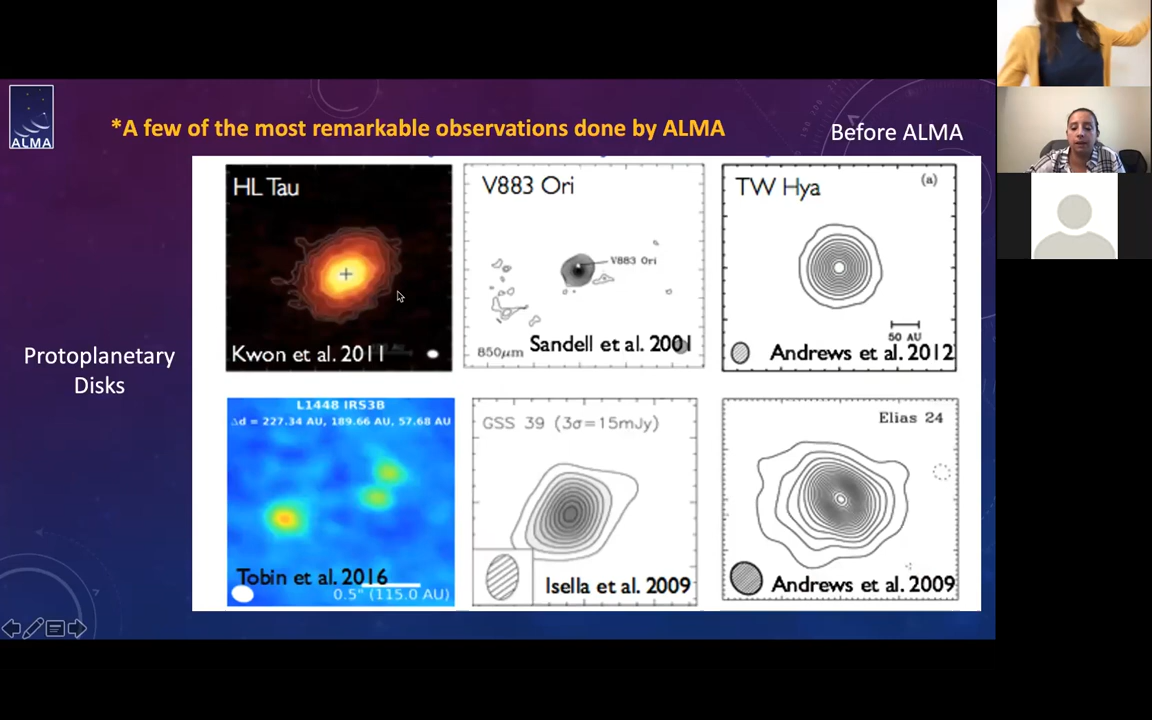 ALMA
*A few of the most remarkable observations done by ALMA
Before ALMA
Protoplanetary
Disks
HL Tau
Kwon et al. 2011
V883 Ori
V883 Ori
850μm
Sandell et al. 2001
TW Hya
(a)
50 AU
Andrews et al. 2012
L1448 IRS3B
Δd = 227.34 AU, 189.66 AU, 57.68 AU
Tobin et al. 2016
0.5" (115.0 AU)
GSS 39 (3σ=15mJy)
Isella et al. 2009
Elias 24
Andrews et al. 2009